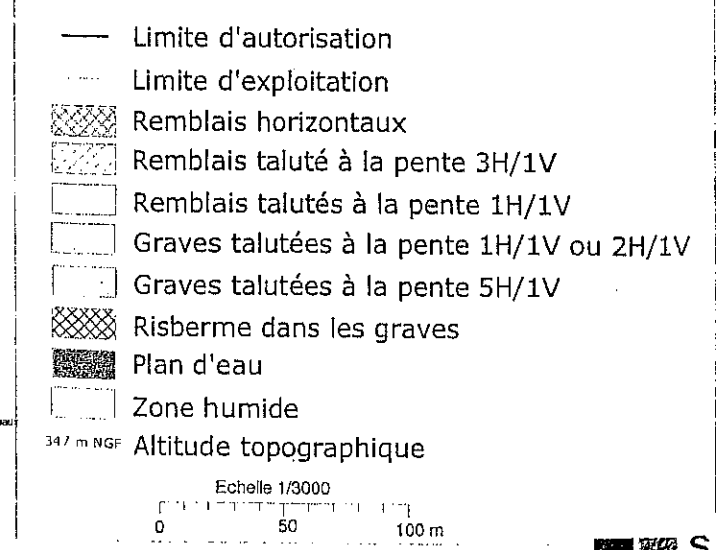 Limite d'autorisation
Limite d'exploitation
Remblais horizontaux
Remblais taluté à la pente 3H/1V
Remblais talutés à la pente 1H/1V
Graves talutées à la pente 1H/1V ou 2H/1V
Graves talutées à la pente 5H/1V
Risberme dans les graves
Plan d'eau
Zone humide
347 m NGF Altitude topographique
Echelle 1/3000
0 50 100 m
S